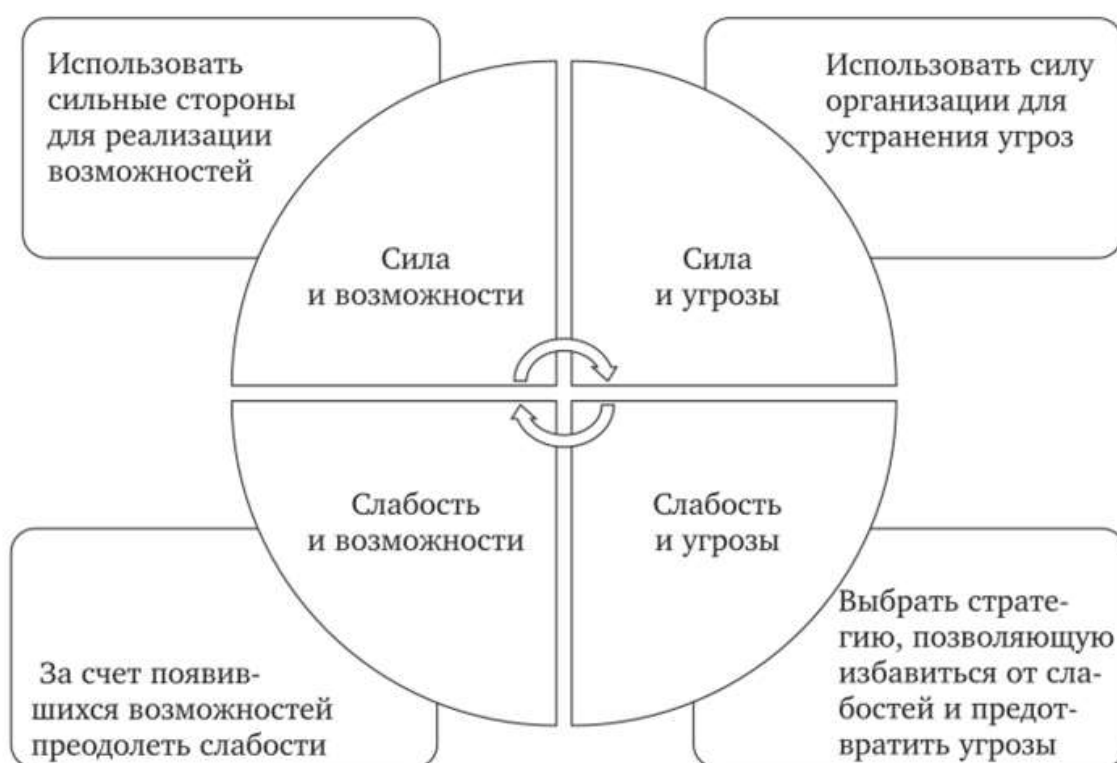 Использовать
сильные стороны
для реализации
возможностей
Использовать силу
организации для
устранения угроз
Сила
и возможности
Сила
и угрозы
Слабость
и возможности
Слабость
и угрозы
За счет появив-
шихся возможностей
преодолеть слабости
Выбрать страте-
гию, позволяющую
избавиться от сла-
бостей и предот-
вратить угрозы